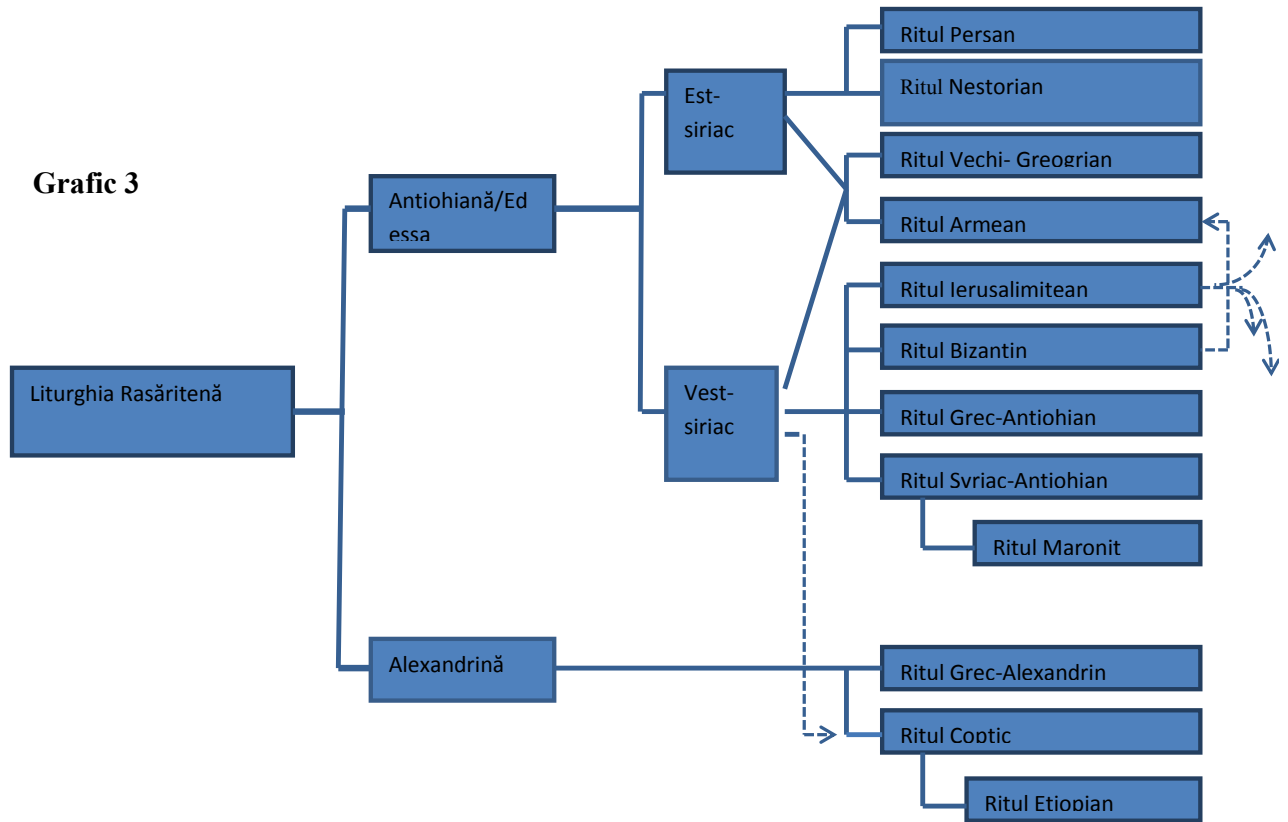 Grafic 3
Liturghia Rasăritenă
Antiohiană/Ed
essa
Alexandrină
Est-
siriac
Vest-
siriac
Ritul Persan
Ritul Nestorian
Ritul Vechi- Greogrian
Ritul Armean
Ritul Ierusalimitean
Ritul Bizantin
Ritul Grec-Antiohian
Ritul Syriac-Antiohian
Ritul Maronit
Ritul Grec-Alexandrin
Ritul Coptic
Ritul Etiopian